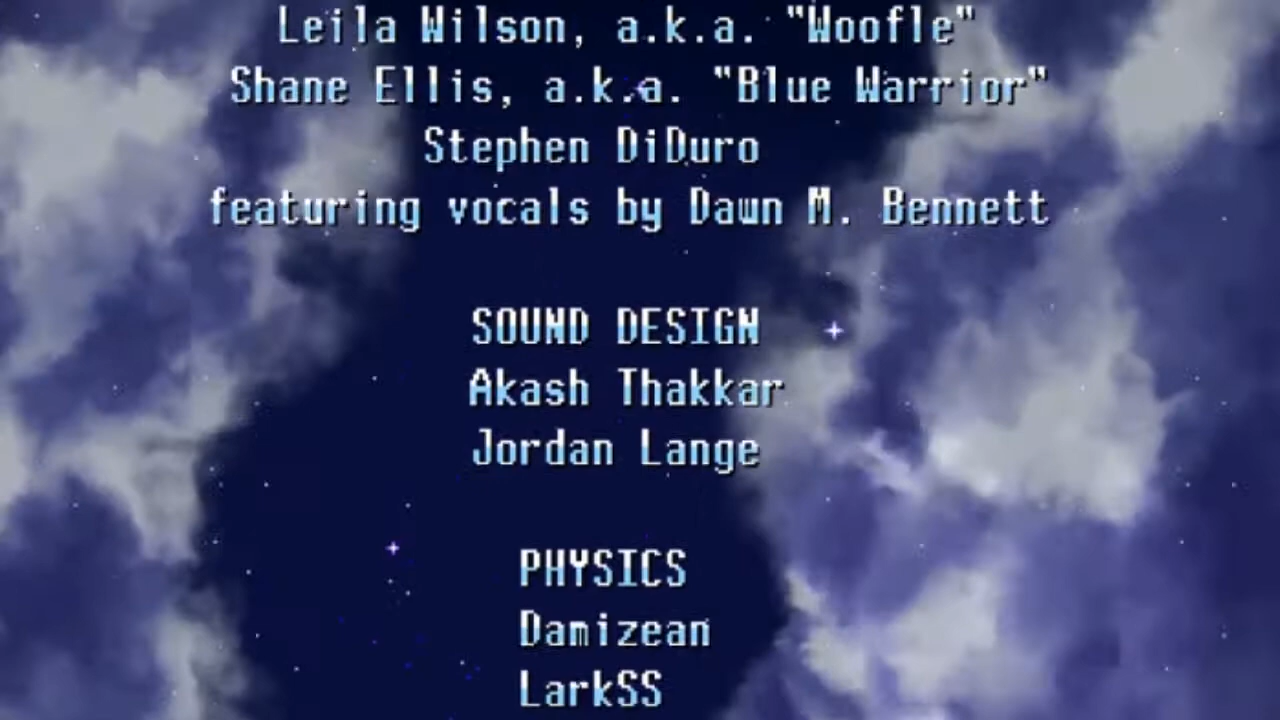 Leila Wilson, a.k.a. "Woofle"
Shane Ellis, a.k.a. "Blue Warrior"
Stephen DiDuro
featuring vocals by Dawn M. Bennett
SOUND DESIGN
Akash Thakkar
Jordan Lange
PHYSICS
Damizean
LarkSS